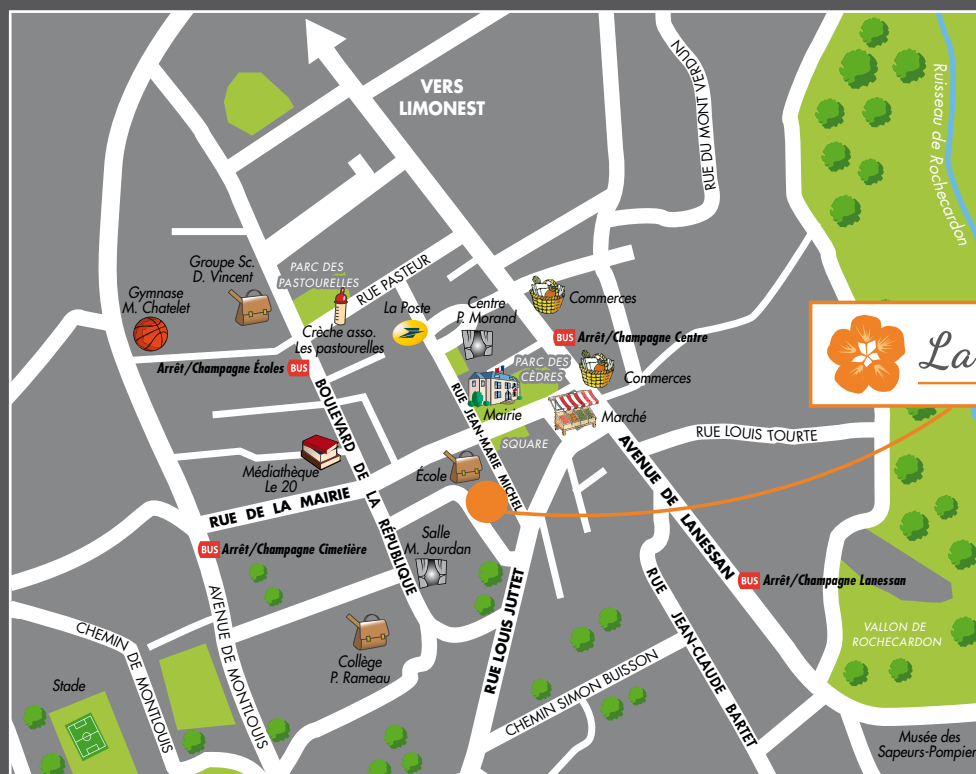 VERS
LIMONEST
RUE DU MONT VERDUN
Ruisseau de Rochecardon
Groupe Sc.
D. Vincent
PARC DES
PASTOURELLES
RUE PASTEUR
Gymnase
M. Chatelet
Crèche asso.
Les pastourelles
La Poste
Centre
P. Morand
Commerces
BUS Arrêt/Champagne Centre
La
Arrêt/Champagne Écoles BUS
PARC DES
CÈDRES
Commerces
Mairie
Marché
BOULEVARD DE LA RÉPUBLIQUE
RUE JEAN-MARIE MICHEL
SQUARE
RUE LOUIS TOURTE
AVENUE DE LANESSAN
Médiathèque
Le 20
École
RUE DE LA MAIRIE
Salle
M. Jourdan
BUS Arrêt/Champagne Cimetière
BUS Arrêt/Champagne Lanessan
RUE LOUIS JUTTET
RUE JEAN-CLAUDE BARTET
AVENUE DE MONTLOUIS
CHEMIN DE MONTLOUIS
VALLON DE
ROCHECARDON
Collège
P. Rameau
CHEMIN SIMON BUISSON
Stade
Musée des
Sapeurs-Pompier